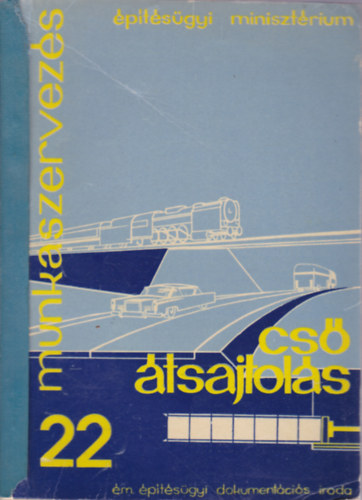 építésügyi minisztérium
munkaszervezés
cső
átsajtolás
22
ém építésügyi dokumentációs iroda